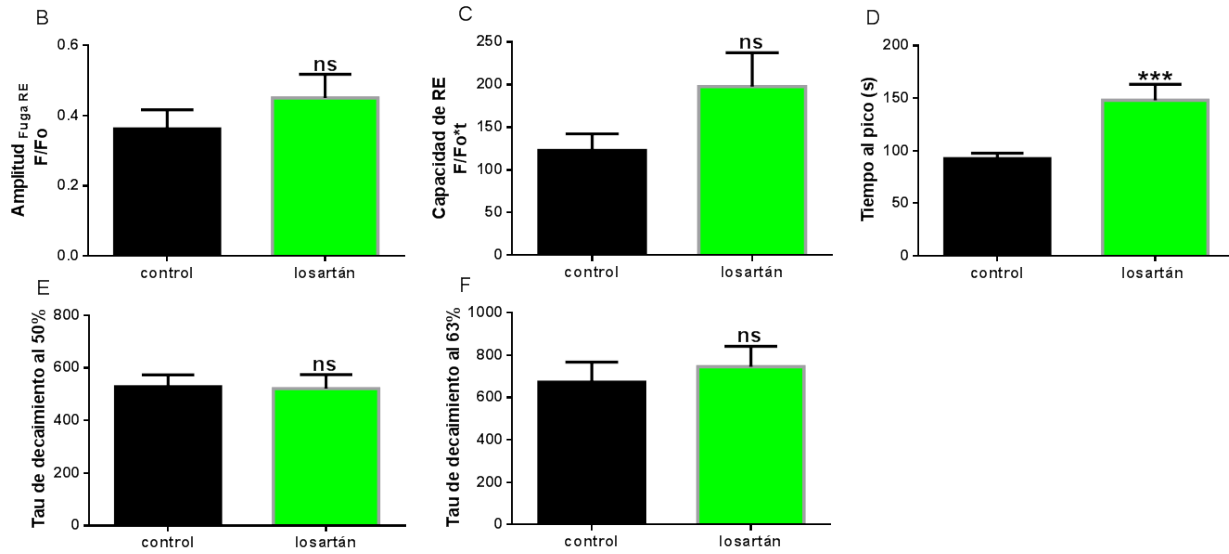 B
Amplitud Fuga RE
F/Fo
0.6
0.4
0.2
0.0
ns
control
losartán
C
Capacidad de RE
F/Fo*t
250
200
150
100
50
0
ns
control
losartán
D
Tiempo al pico (s)
200
150
100
50
0
***
control
losartán
E
Tau de decaimiento al 50%
800
600
400
200
0
ns
control
losartán
F
Tau de decaimiento al 63%
1000
800
600
400
200
0
ns
control
losartán